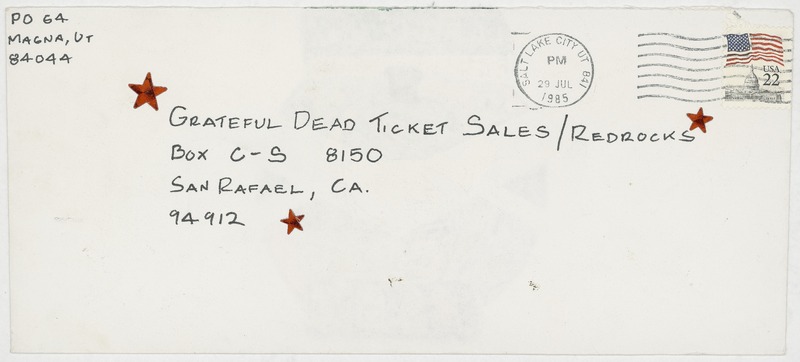 PO 64
MAGNA, UT
84044
SALT LAKE CITY UT 841
PM
29 JUL
1985
USA
22
GRATEFUL DEAD TICKET SALES/REDROCKS
BOX C-S 8150
SAN RAFAEL, CA.
94912